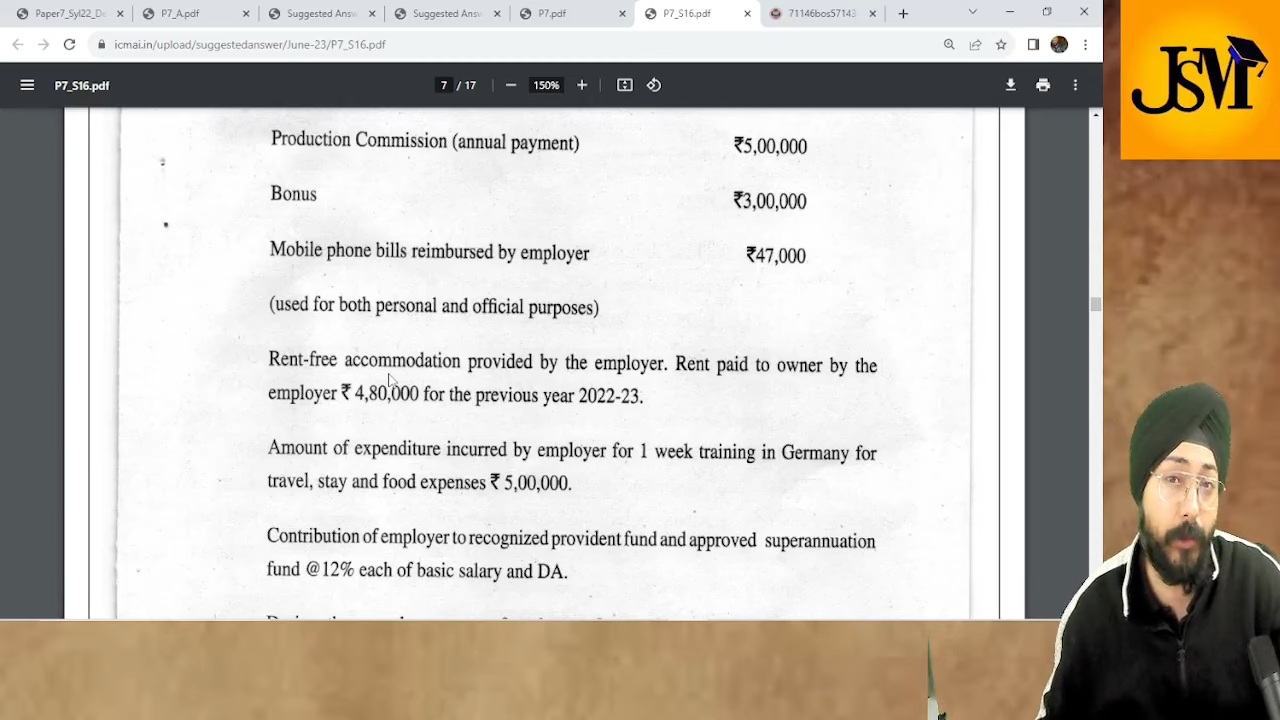 Paper7_Syl22_De
P7_A.pdf
Suggested Answ
Suggested Answ
P7.pdf
P7_S16.pdf
71146bos57143
icmai.in/upload/suggestedanswer/June-23/P7_S16.pdf
P7_S16.pdf
7 / 17
150%
JSM
Production Commission (annual payment) ₹5,00,000
Bonus ₹3,00,000
Mobile phone bills reimbursed by employer ₹47,000
(used for both personal and official purposes)
Rent-free accommodation provided by the employer. Rent paid to owner by the
employer ₹ 4,80,000 for the previous year 2022-23.
Amount of expenditure incurred by employer for 1 week training in Germany for
travel, stay and food expenses ₹ 5,00,000.
Contribution of employer to recognized provident fund and approved superannuation
fund @12% each of basic salary and DA.